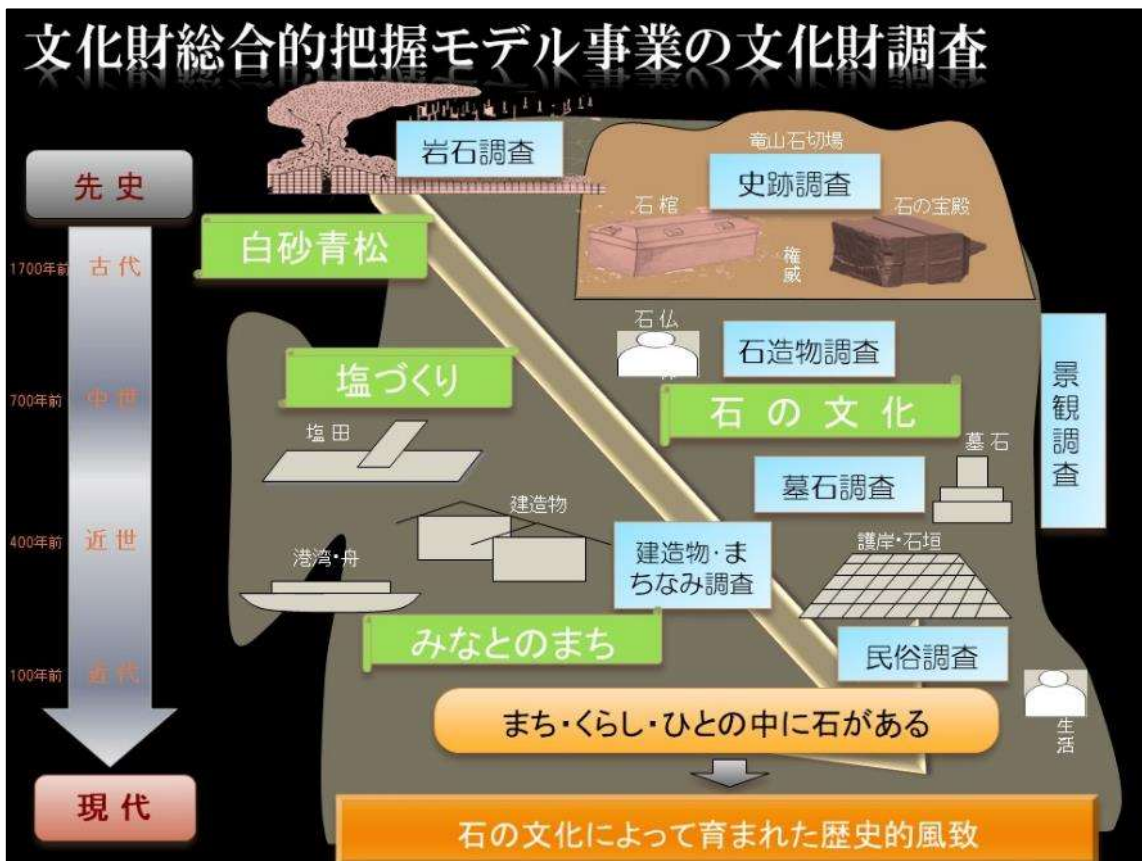 文化財総合的把握モデル事業の文化財調査
先史
1700年前
古代
700年前
中世
400年前
近世
100年前
近代
現代
岩石調査
竜山石切場
史跡調査
石棺
石の宝殿
権威
白砂青松
石仏
石造物調査
景観調査
塩づくり
石の文化
塩田
墓石
墓石調査
建造物
港湾・舟
建造物・ま
ちなみ調査
護岸・石垣
みなとのまち
民俗調査
生活
まち・くらし・ひとの中に石がある
石の文化によって育まれた歴史的風致